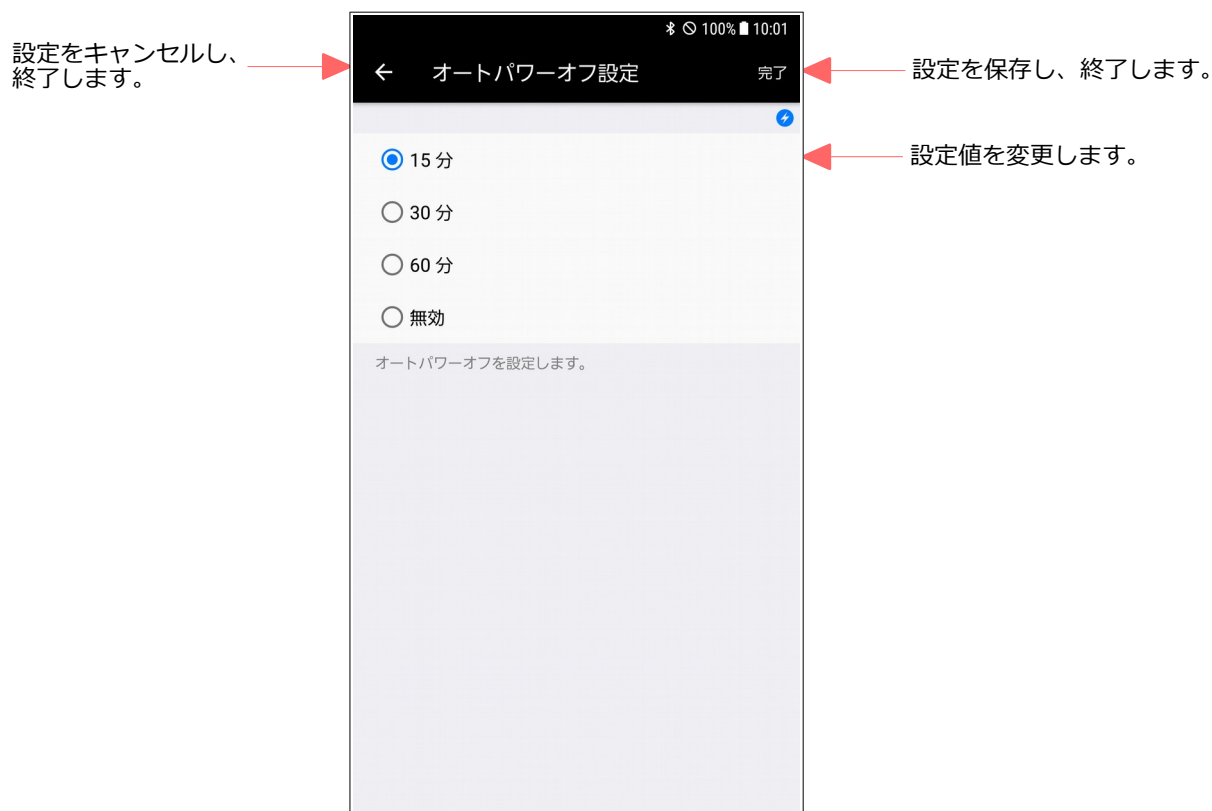 100% 10:01
設定をキャンセルし、
終了します。
オートパワーオフ設定
完了
設定を保存し、終了します。
15 分
設定値を変更します。
30 分
60 分
無効
オートパワーオフを設定します。